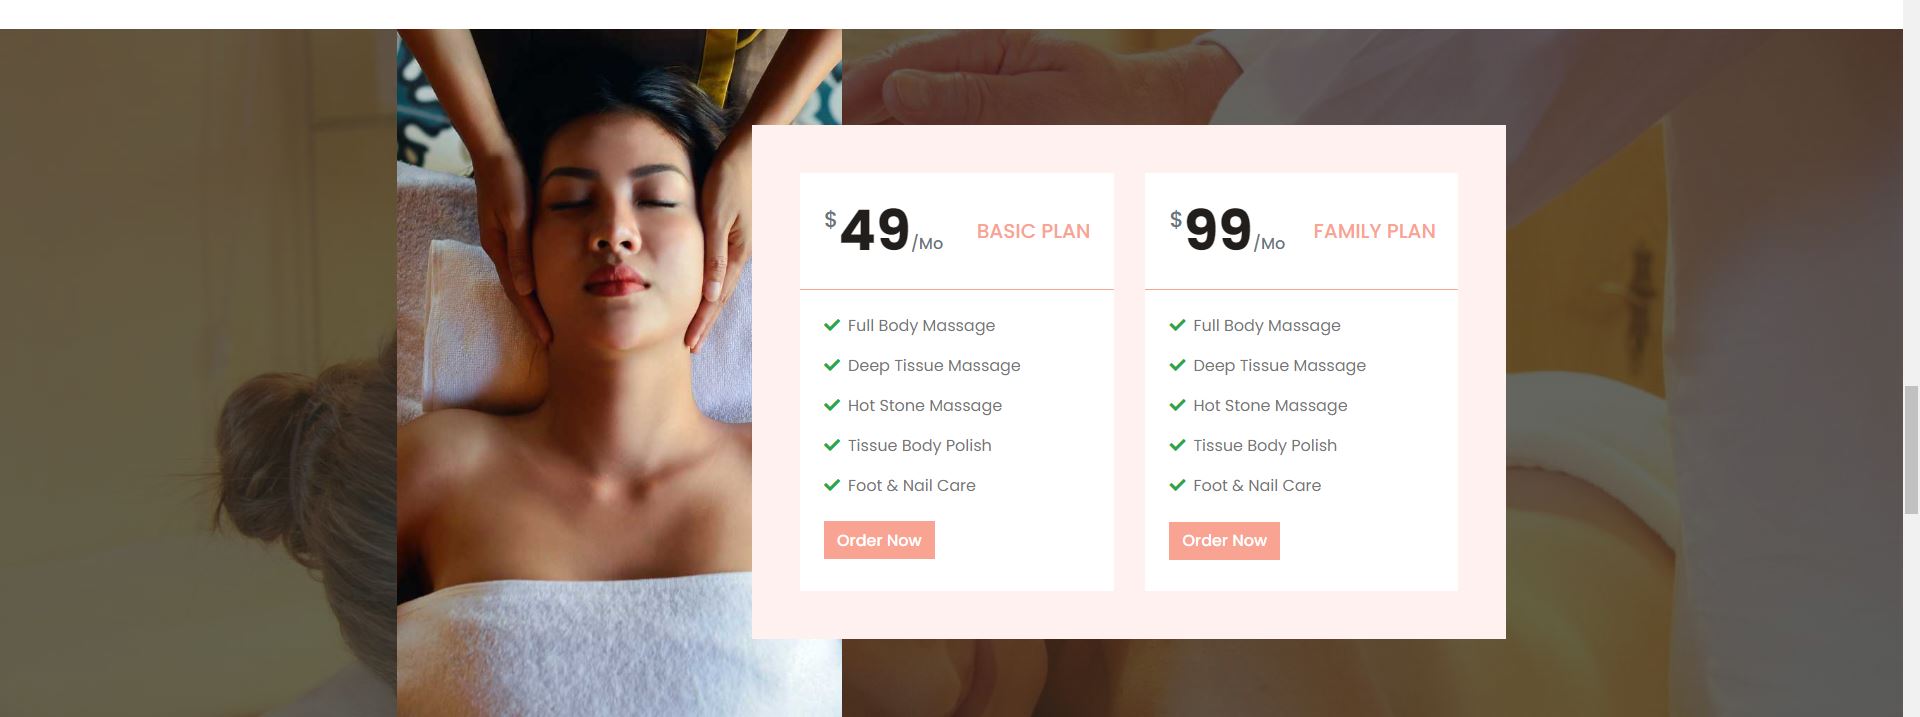 $49/Mo BASIC PLAN
Full Body Massage
Deep Tissue Massage
Hot Stone Massage
Tissue Body Polish
Foot & Nail Care
Order Now
$99/Mo FAMILY PLAN
Full Body Massage
Deep Tissue Massage
Hot Stone Massage
Tissue Body Polish
Foot & Nail Care
Order Now